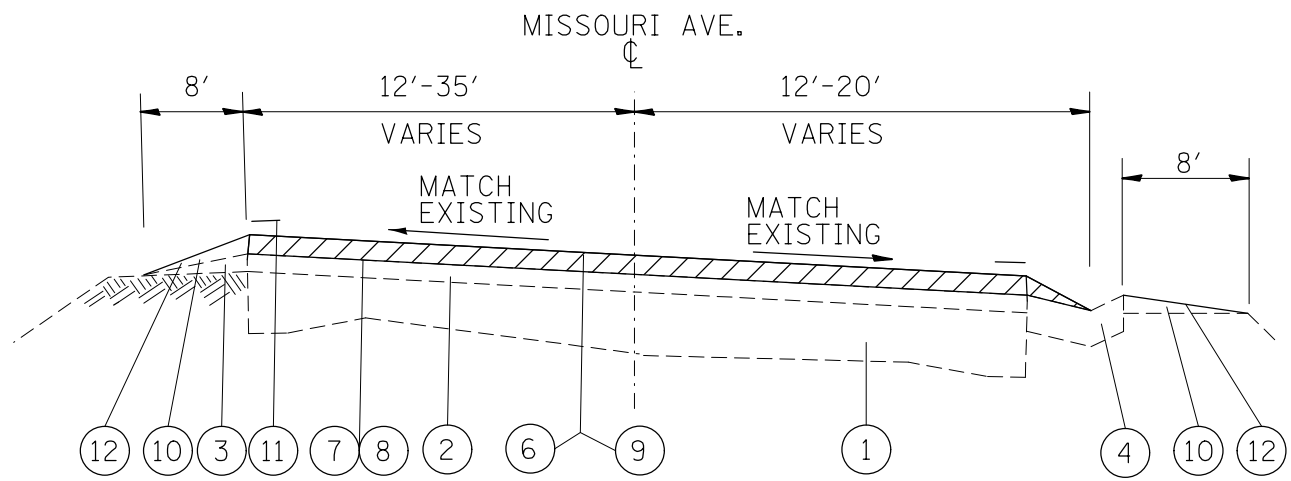 MISSOURI AVE.
℄
8' 12'-35' 12'-20'
VARIES VARIES
8'
MATCH
EXISTING
MATCH
EXISTING
12 10 3 11 7 8 2 6 9 1 4 10 12